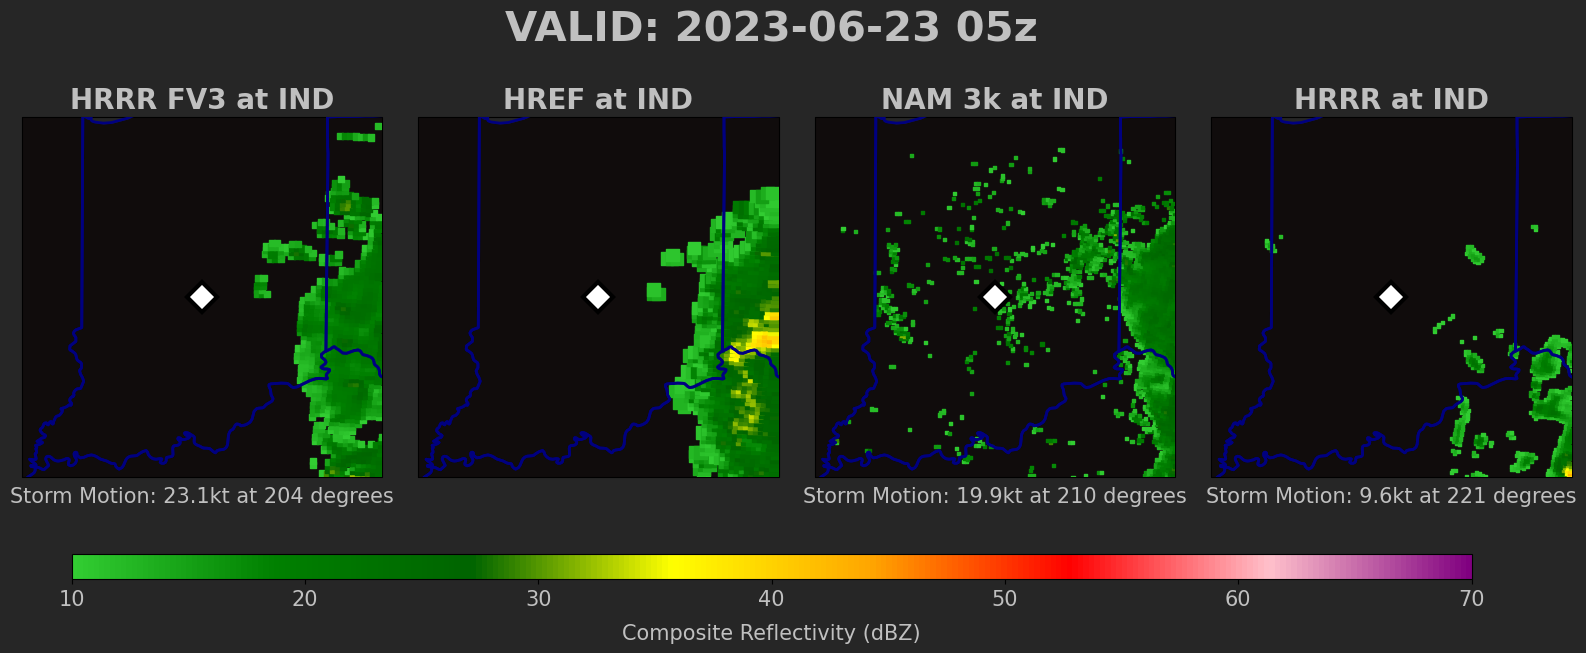 VALID: 2023-06-23 05z
HRRR FV3 at IND
HREF at IND
NAM 3k at IND
HRRR at IND
Storm Motion: 23.1kt at 204 degrees
Storm Motion: 19.9kt at 210 degrees
Storm Motion: 9.6kt at 221 degrees
10 20 30 40 50 60 70
Composite Reflectivity (dBZ)